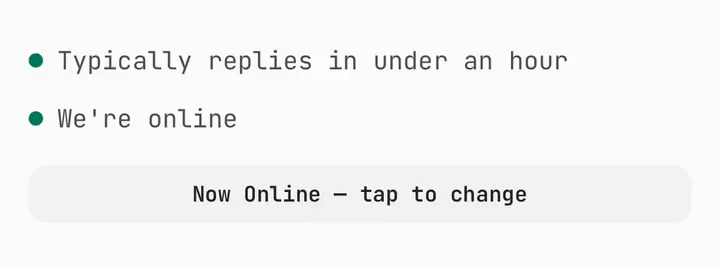 Typically replies in under an hour
We're online
Now Online — tap to change